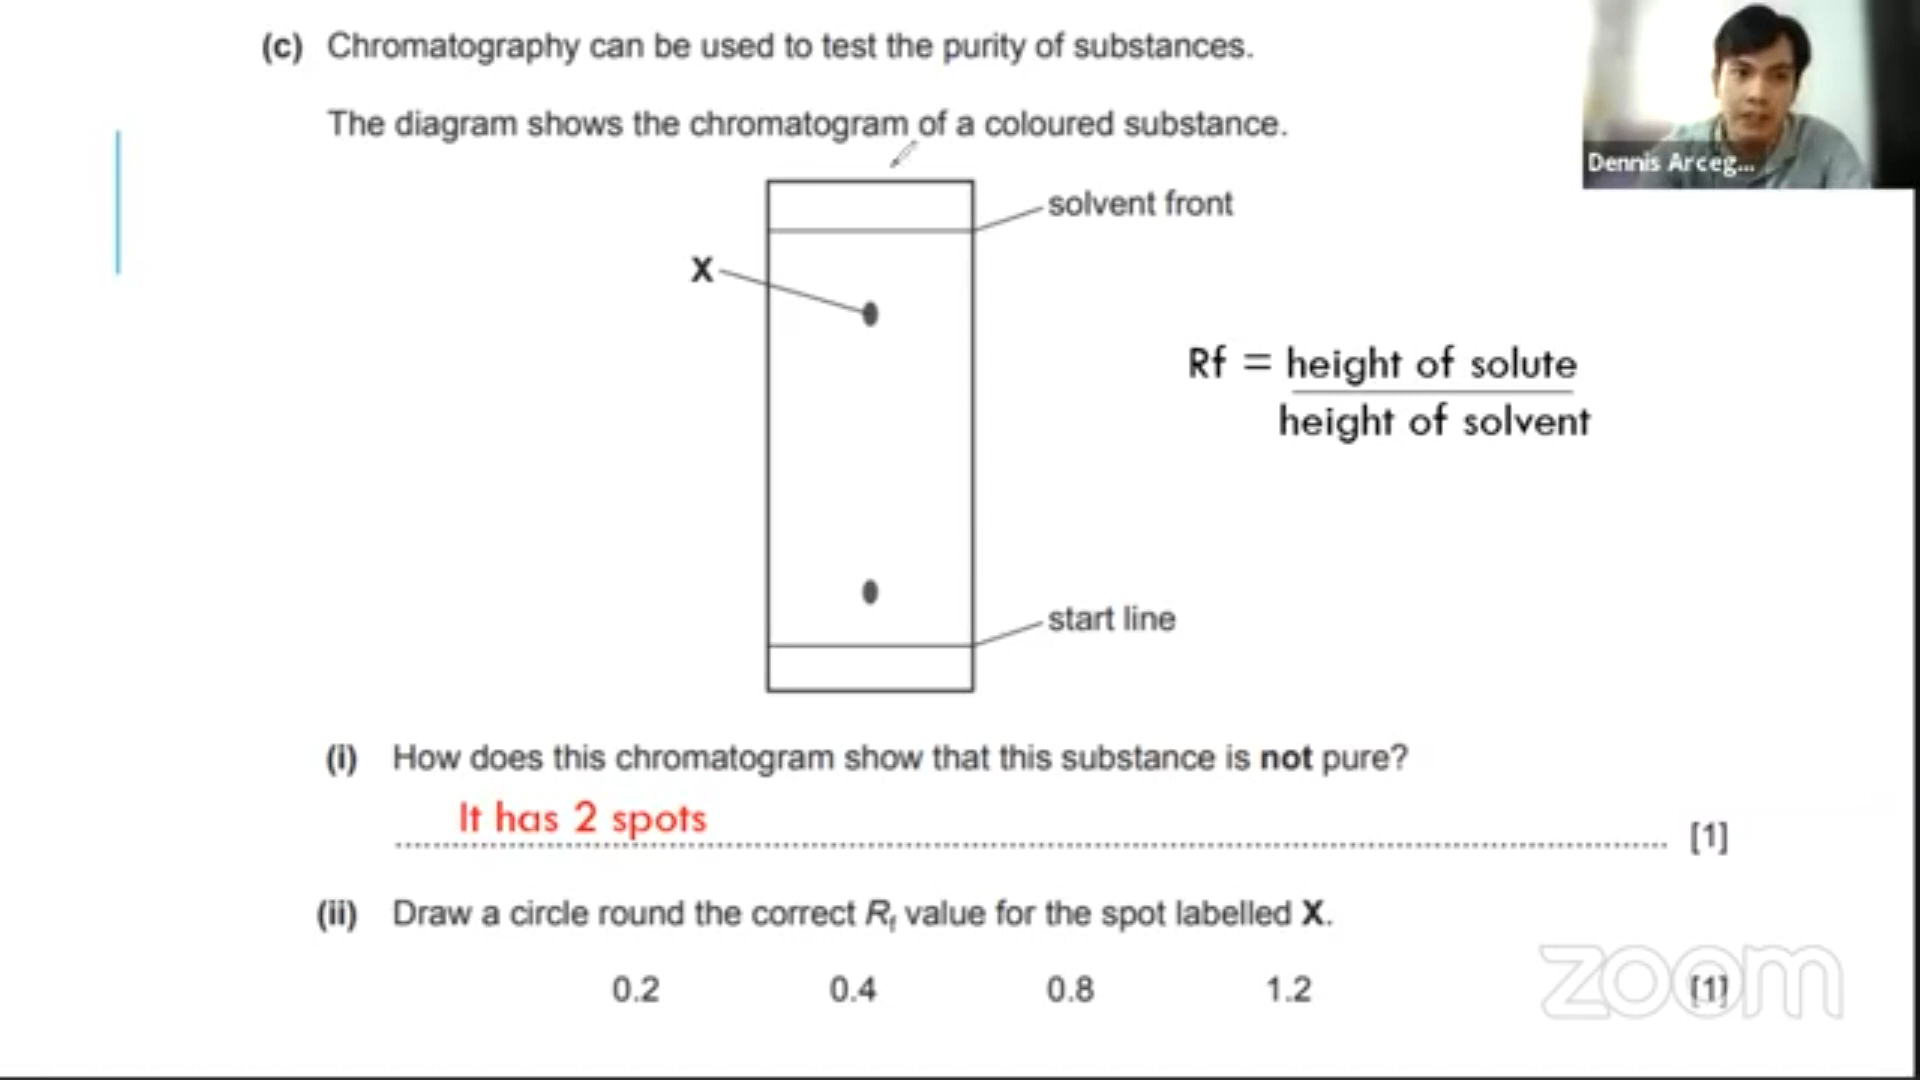 (c) Chromatography can be used to test the purity of substances.
The diagram shows the chromatogram of a coloured substance.
Dennis Arceg...
solvent front
X
Rf = height of solute
height of solvent
start line
(i) How does this chromatogram show that this substance is not pure?
It has 2 spots
[1]
(ii) Draw a circle round the correct Rf value for the spot labelled X.
0.2 0.4 0.8 1.2 [1]
zoom